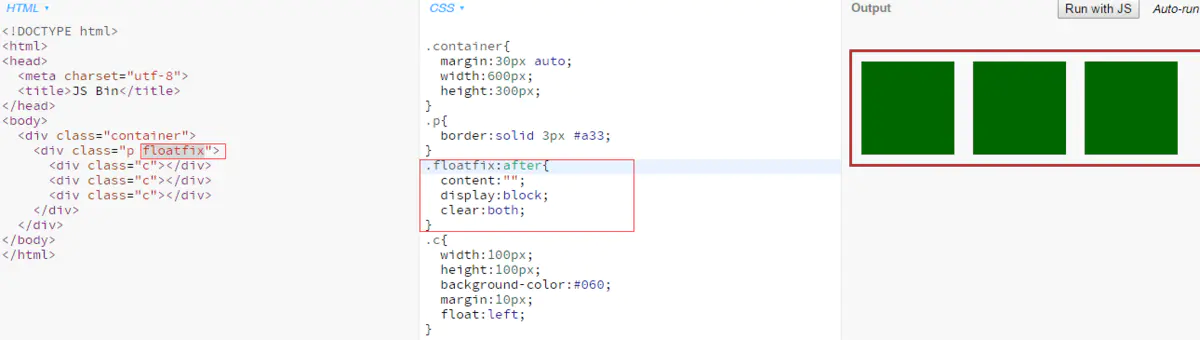 HTML ▾
<!DOCTYPE html>
<html>
<head>
  <meta charset="utf-8">
  <title>JS Bin</title>
</head>
<body>
  <div class="container">
    <div class="p floatfix">
      <div class="c"></div>
      <div class="c"></div>
      <div class="c"></div>
    </div>
  </div>
</body>
</html>
CSS ▾
.container{
  margin:30px auto;
  width:600px;
  height:300px;
}
.p{
  border:solid 3px #a33;
}
.floatfix:after{
  content:"";
  display:block;
  clear:both;
}
.c{
  width:100px;
  height:100px;
  background-color:#060;
  margin:10px;
  float:left;
}
Output
Run with JS
Auto-run